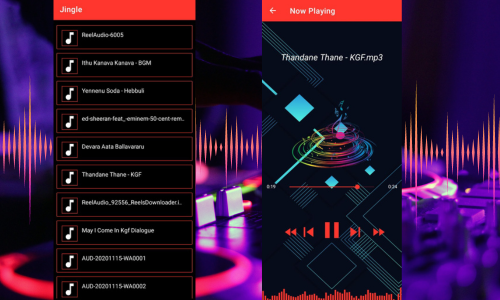 Jingle
ReelAudio-6005
Ithu Kanava Kanava - BGM
Yennenu Soda - Hebbuli
ed-sheeran-feat_-eminem-50-cent-rem..
Devara Aata Ballavararu
Thandane Thane - KGF
ReelAudio_92556_ReelsDownloader.i..
May I Come In Kgf Dialogue
AUD-20201115-WA0001
AUD-20201115-WA0002
Now Playing
Thandane Thane - KGF.mp3
0:19
0:24